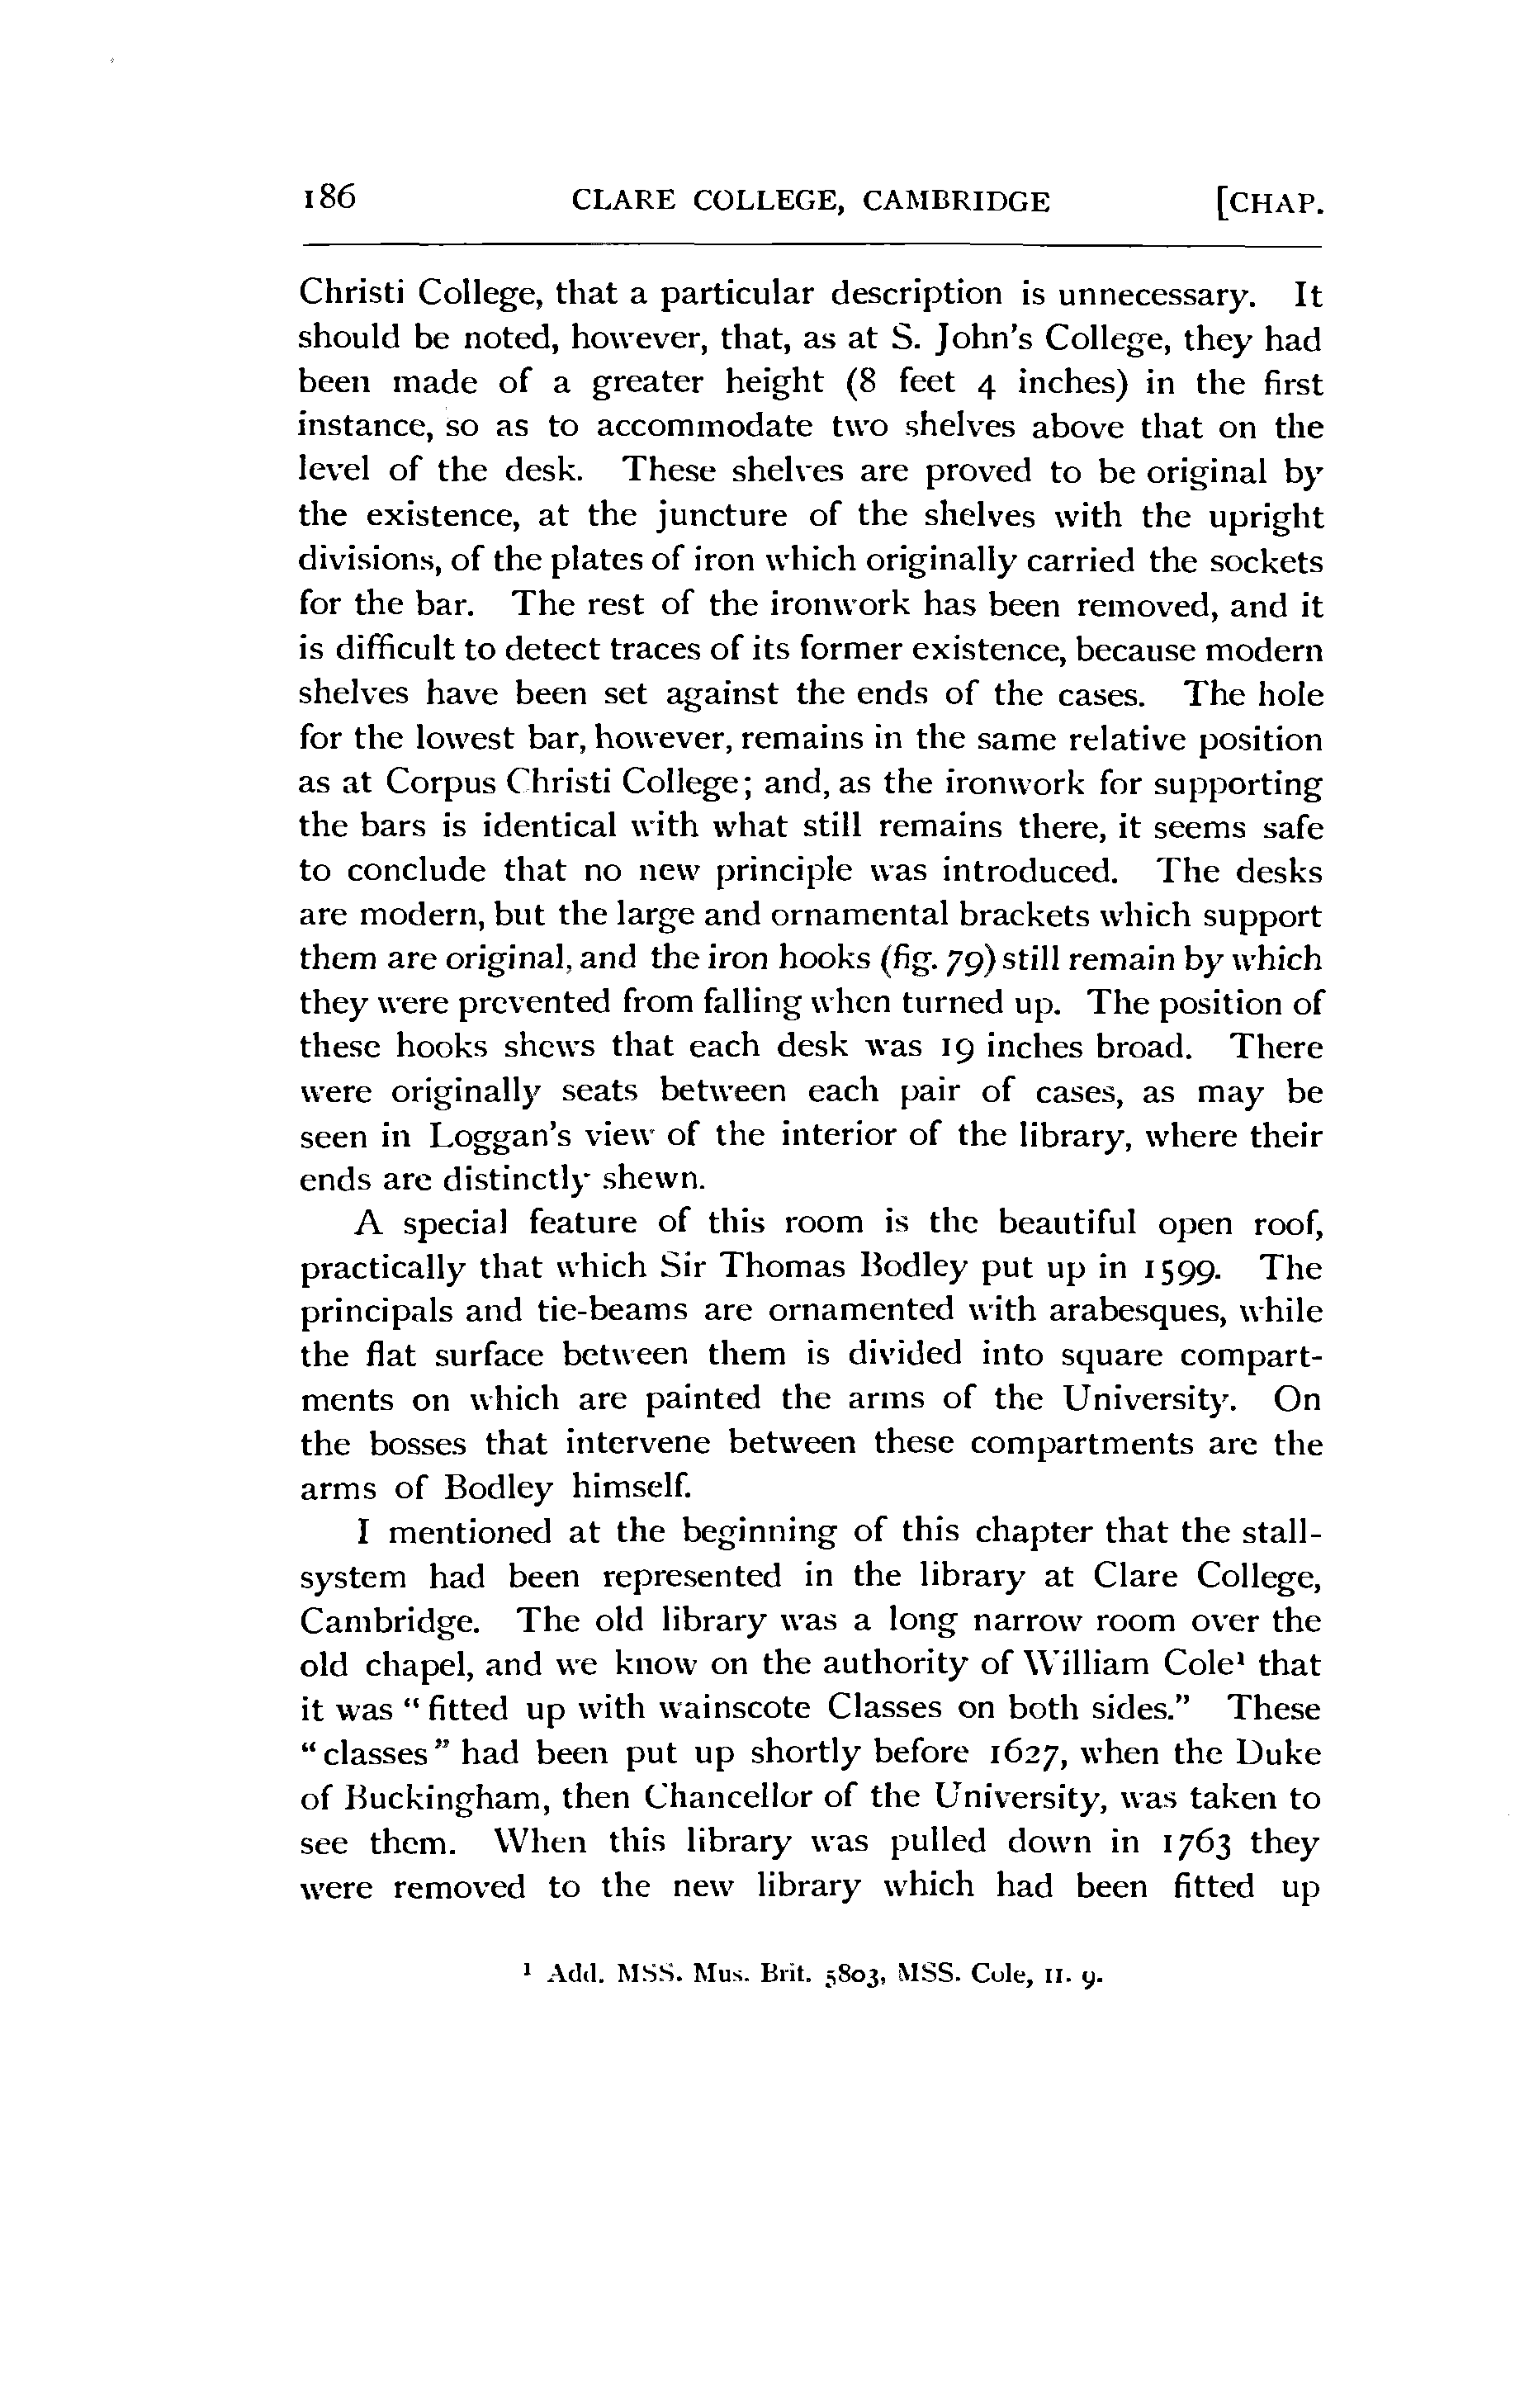 186 CLARE COLLEGE, CAMBRIDGE [CHAP.
Christi College, that a particular description is unnecessary. It
should be noted, however, that, as at S. John's College, they had
been made of a greater height (8 feet 4 inches) in the first
instance, so as to accommodate two shelves above that on the
level of the desk. These shelves are proved to be original by
the existence, at the juncture of the shelves with the upright
divisions, of the plates of iron which originally carried the sockets
for the bar. The rest of the ironwork has been removed, and it
is difficult to detect traces of its former existence, because modern
shelves have been set against the ends of the cases. The hole
for the lowest bar, however, remains in the same relative position
as at Corpus Christi College; and, as the ironwork for supporting
the bars is identical with what still remains there, it seems safe
to conclude that no new principle was introduced. The desks
are modern, but the large and ornamental brackets which support
them are original, and the iron hooks (fig. 79) still remain by which
they were prevented from falling when turned up. The position of
these hooks shews that each desk was 19 inches broad. There
were originally seats between each pair of cases, as may be
seen in Loggan's view of the interior of the library, where their
ends are distinctly shewn.
A special feature of this room is the beautiful open roof,
practically that which Sir Thomas Bodley put up in 1599. The
principals and tie-beams are ornamented with arabesques, while
the flat surface between them is divided into square compart-
ments on which are painted the arms of the University. On
the bosses that intervene between these compartments are the
arms of Bodley himself.
I mentioned at the beginning of this chapter that the stall-
system had been represented in the library at Clare College,
Cambridge. The old library was a long narrow room over the
old chapel, and we know on the authority of William Cole¹ that
it was "fitted up with wainscote Classes on both sides." These
"classes" had been put up shortly before 1627, when the Duke
of Buckingham, then Chancellor of the University, was taken to
see them. When this library was pulled down in 1763 they
were removed to the new library which had been fitted up
¹ Add. MSS. Mus. Brit. 5803, MSS. Cole, II. 9.